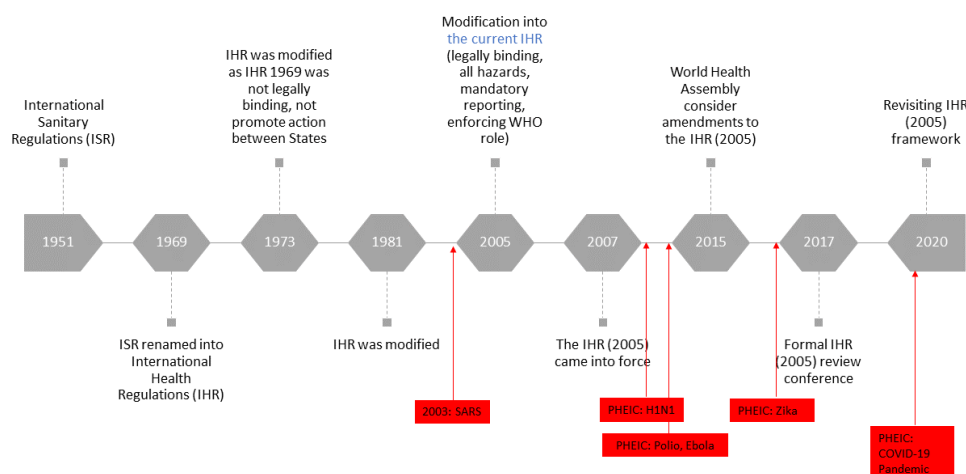 International
Sanitary
Regulations (ISR)
IHR was modified
as IHR 1969 was
not legally
binding, not
promote action
between States
Modification into
the current IHR
(legally binding,
all hazards,
mandatory
reporting,
enforcing WHO
role)
World Health
Assembly
consider
amendments to
the IHR (2005)
Revisiting IHR
(2005)
framework
1951
1969
1973
1981
2005
2007
2015
2017
2020
ISR renamed into
International
Health
Regulations (IHR)
IHR was modified
The IHR (2005)
came into force
Formal IHR
(2005) review
conference
2003: SARS
PHEIC: H1N1
PHEIC: Polio, Ebola
PHEIC: Zika
PHEIC:
COVID-19
Pandemic